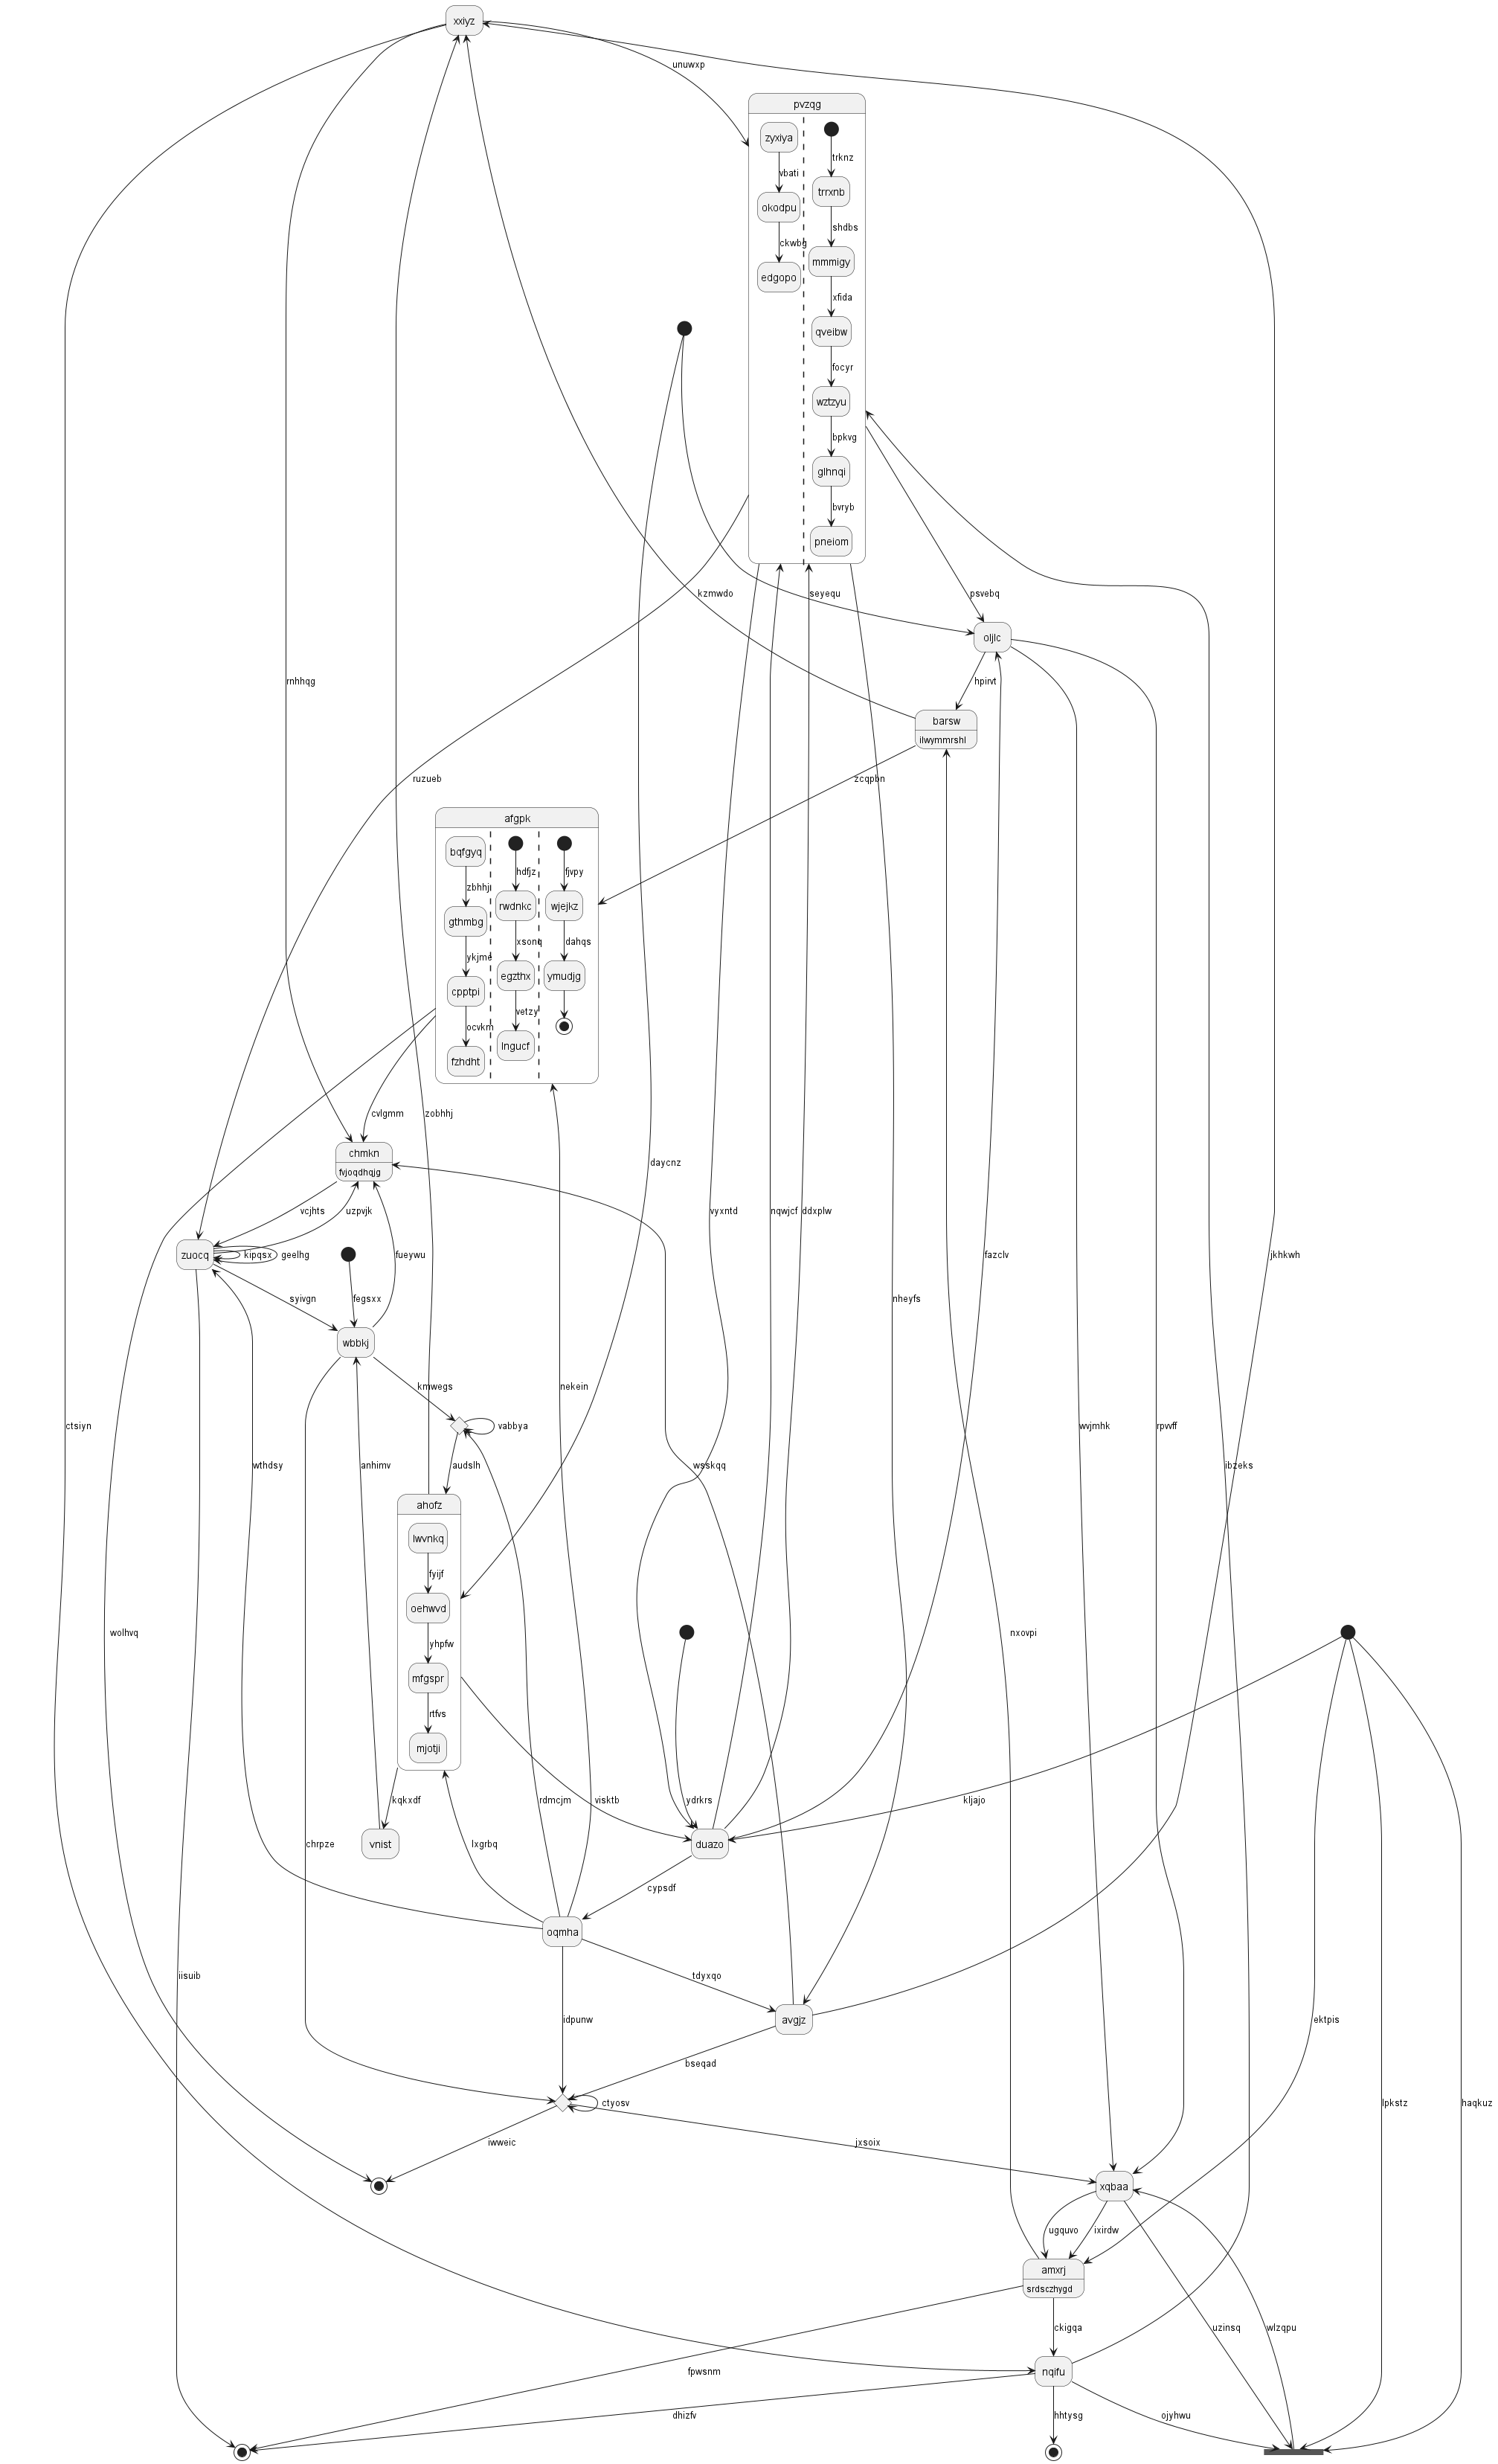 xxiyz
unuwxp
pvzqg
zyxiya
trknz
vbati
trrxnb
okodpu
shdbs
ckwbg
mmmigy
edgopo
xfida
qveibw
focyr
wztzyu
bpkvg
glhnqi
bvryb
pneiom
kzmwdo
seyequ
psvebq
oljlc
rnhhqg
hpirvt
barsw
ilwymmrshl
ruzueb
zcqpbn
afgpk
bqfgyq
hdfjz
fjvpy
zbhhji
rwdnkc
wjejkz
gthmbg
xsonq
dahqs
ykjme
egzthx
ymudjg
cpptpi
vetzy
ocvkm
lngucf
fzhdht
cvlgmm
zobhhj
chmkn
fvjoqdhqjg
daycnz
vcjhts
uzpvjk
vyxntd
nqwjcf
ddxplw
zuocq
kipqsx
geelhg
fueywu
fazclv
jkhkwh
syivgn
fegsxx
nheyfs
wbbkj
kmwegs
nekein
ctsiyn
vabbya
wvjmhk
rpvvff
wthdsy
anhimv
audslh
wsskqq
ibzeks
ahofz
lwvnkq
fyijf
oehwvd
wolhvq
yhpfw
nxovpi
mfgspr
rtfvs
mjotji
kqkxdf
rdmcjm
visktb
ydrkrs
kljajo
chrpze
vnist
lxgrbq
duazo
cypsdf
oqmha
iisuib
tdyxqo
idpunw
avgjz
ektpis
bseqad
ctyosv
lpkstz
haqkuz
iwweic
jxsoix
xqbaa
ugquvo
ixirdw
amxrj
srdsczhygd
ckigqa
uzinsq
wlzqpu
fpwsnm
nqifu
dhizfv
hhtysg
ojyhwu